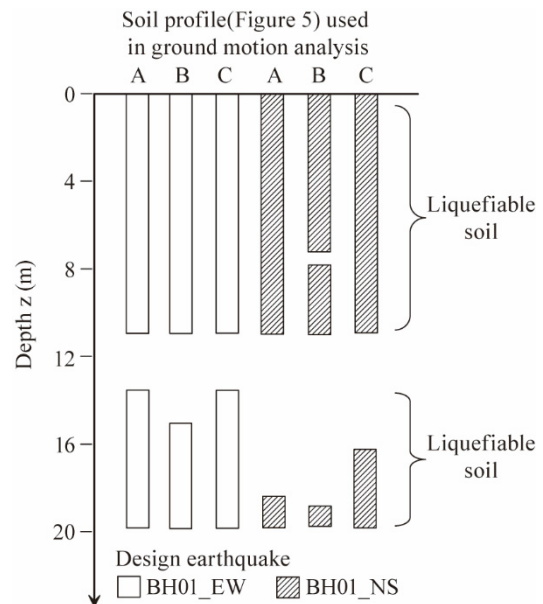 Soil profile(Figure 5) used
in ground motion analysis
A B C A B C
0
4
8
12
16
20
Depth z (m)
Liquefiable
soil
Liquefiable
soil
Design earthquake
BH01_EW BH01_NS